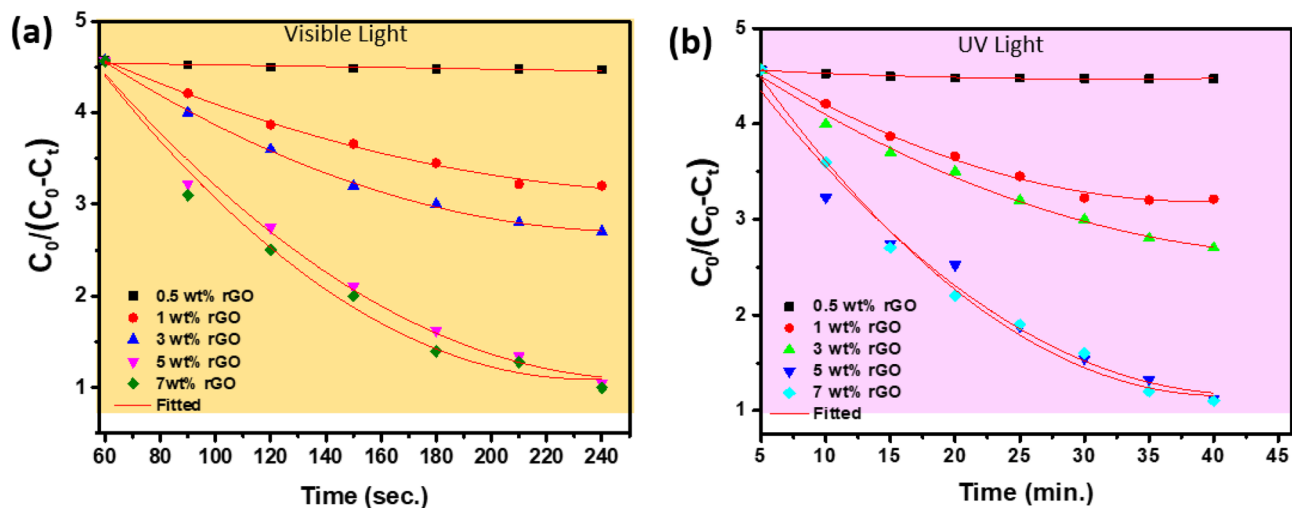 (a)
Visible Light
C₀/(C₀-Cₜ)
5
4
3
2
1
0.5 wt% rGO
1 wt% rGO
3 wt% rGO
5 wt% rGO
7wt% rGO
Fitted
60 80 100 120 140 160 180 200 220 240
Time (sec.)
(b)
UV Light
C₀/(C₀-Cₜ)
5
4
3
2
1
0.5 wt% rGO
1 wt% rGO
3 wt% rGO
5 wt% rGO
7 wt% rGO
Fitted
5 10 15 20 25 30 35 40 45
Time (min.)